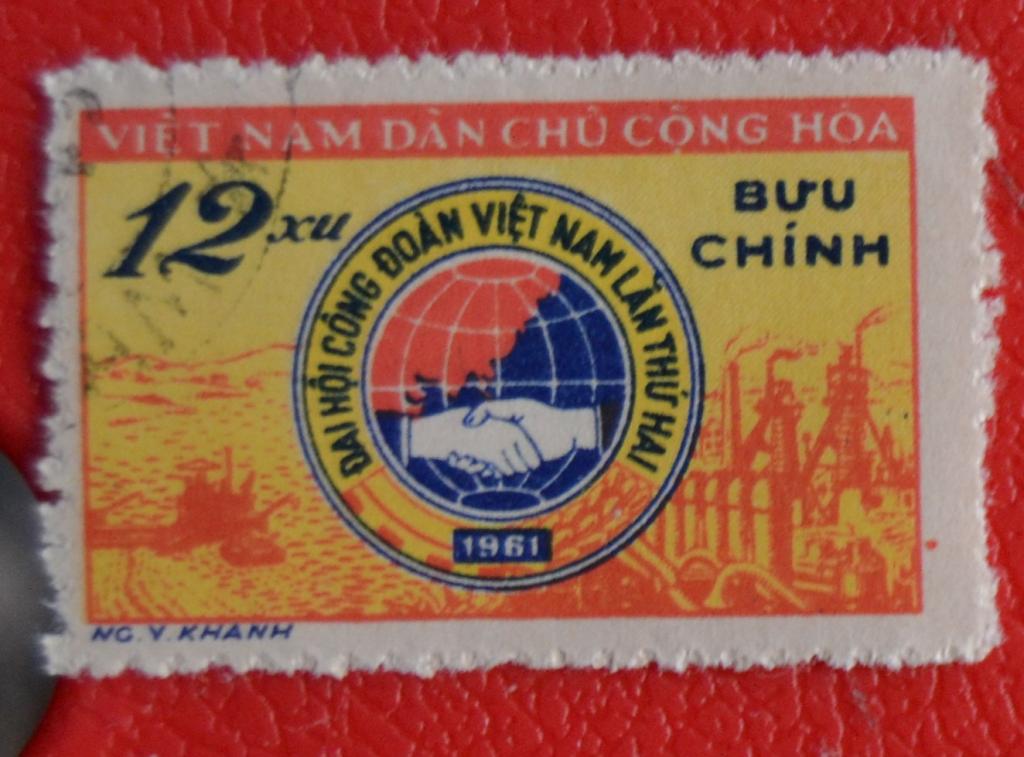 VIỆT NAM DÂN CHỦ CỘNG HÒA
12 xu
BƯU
CHÍNH
ĐẠI HỘI CÔNG ĐOÀN VIỆT NAM LẦN THỨ HAI
1961
NG. Y. KHANH